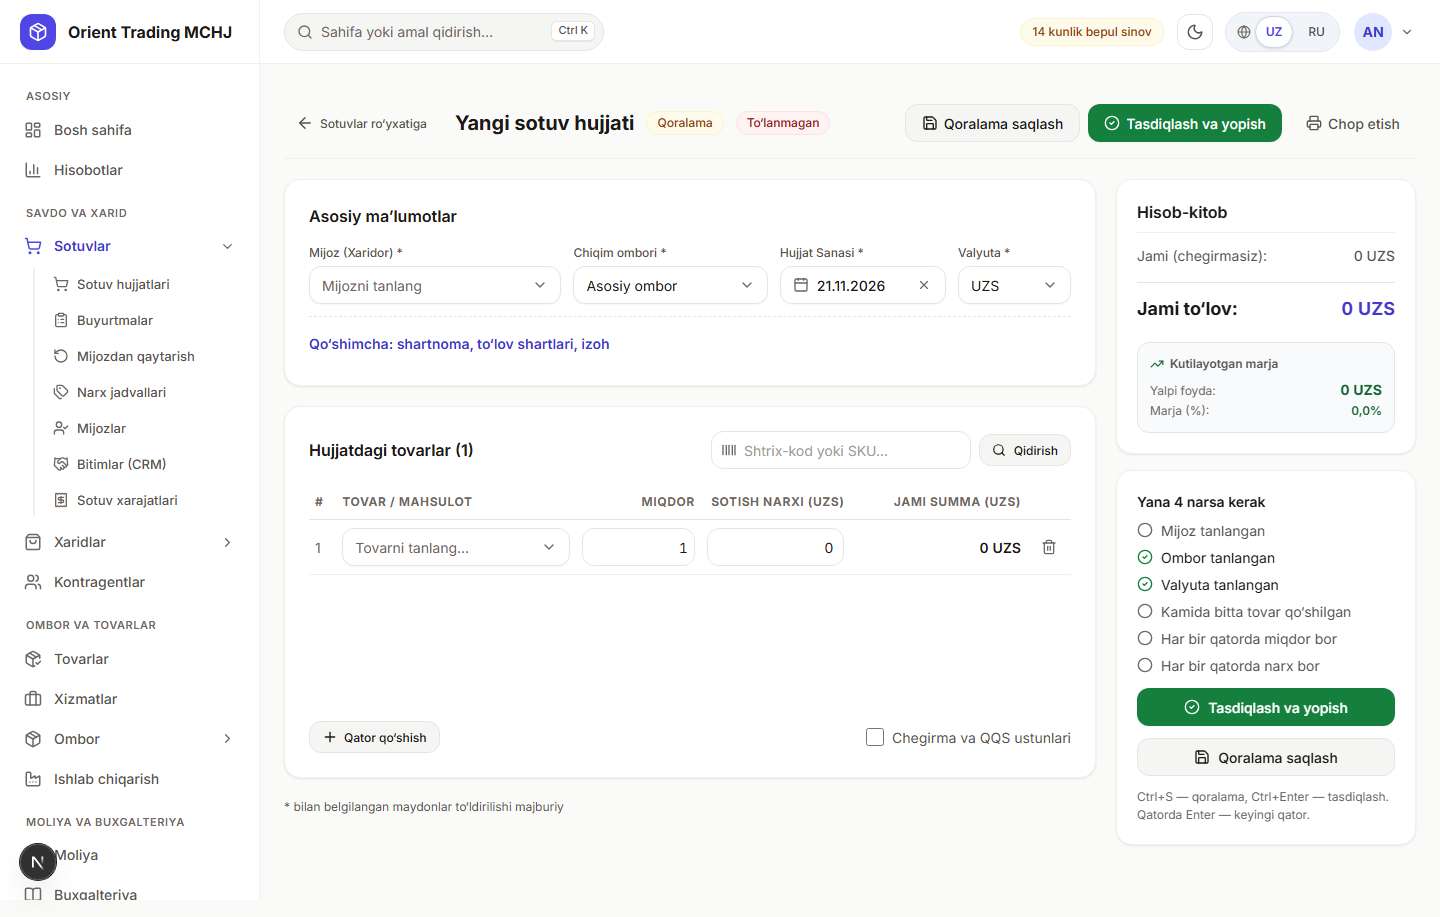 Orient Trading MCHJ
Sahifa yoki amal qidirish...
Ctrl K
14 kunlik bepul sinov
UZ
RU
AN
ASOSIY
Bosh sahifa
Hisobotlar
SAVDO VA XARID
Sotuvlar
Sotuv hujjatlari
Buyurtmalar
Mijozdan qaytarish
Narx jadvallari
Mijozlar
Bitimlar (CRM)
Sotuv xarajatlari
Xaridlar
Kontragentlar
OMBOR VA TOVARLAR
Tovarlar
Xizmatlar
Ombor
Ishlab chiqarish
MOLIYA VA BUXGALTERIYA
Moliya
N
Buxgalteriya
Sotuvlar ro‘yxatiga
Yangi sotuv hujjati
Qoralama
To‘lanmagan
Qoralama saqlash
Tasdiqlash va yopish
Chop etish
Asosiy ma’lumotlar
Mijoz (Xaridor) *
Chiqim ombori *
Hujjat Sanasi *
Valyuta *
Mijozni tanlang
Asosiy ombor
21.11.2026
UZS
Qo‘shimcha: shartnoma, to‘lov shartlari, izoh
Hujjatdagi tovarlar (1)
Shtrix-kod yoki SKU...
Qidirish
# TOVAR / MAHSULOT MIQDOR SOTISH NARXI (UZS) JAMI SUMMA (UZS)
1 Tovarni tanlang... 1 0 0 UZS
Qator qo‘shish
Chegirma va QQS ustunlari
* bilan belgilangan maydonlar to‘ldirilishi majburiy
Hisob-kitob
Jami (chegirmasiz): 0 UZS
Jami to‘lov: 0 UZS
Kutilayotgan marja
Yalpi foyda: 0 UZS
Marja (%): 0,0%
Yana 4 narsa kerak
Mijoz tanlangan
Ombor tanlangan
Valyuta tanlangan
Kamida bitta tovar qo‘shilgan
Har bir qatorda miqdor bor
Har bir qatorda narx bor
Tasdiqlash va yopish
Qoralama saqlash
Ctrl+S — qoralama, Ctrl+Enter — tasdiqlash.
Qatorda Enter — keyingi qator.